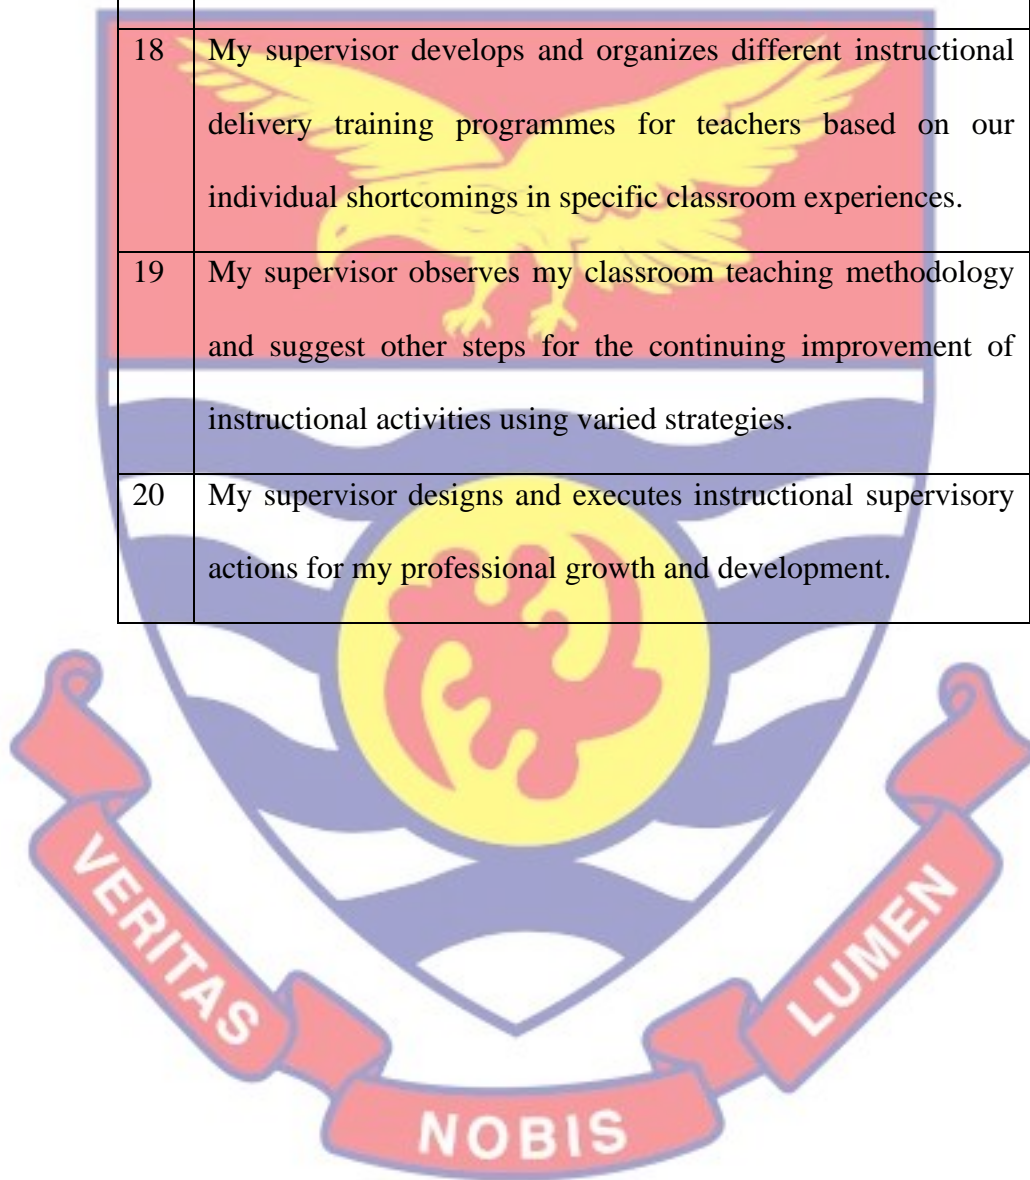 18 My supervisor develops and organizes different instructional
delivery training programmes for teachers based on our
individual shortcomings in specific classroom experiences.
19 My supervisor observes my classroom teaching methodology
and suggest other steps for the continuing improvement of
instructional activities using varied strategies.
20 My supervisor designs and executes instructional supervisory
actions for my professional growth and development.
VERITAS
NOBIS
LUMEN